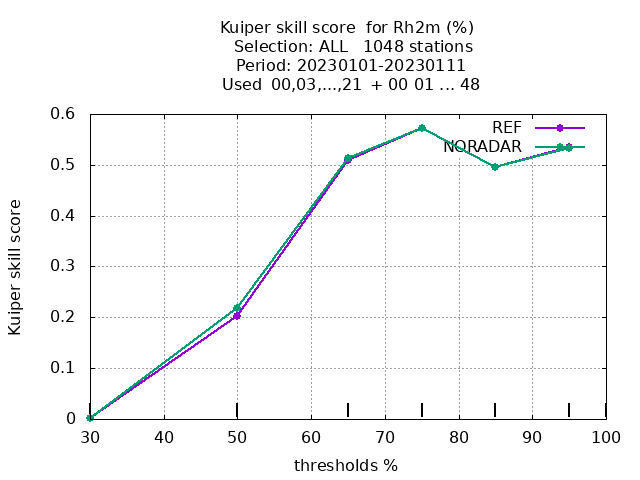 Kuiper skill score  for Rh2m (%)
Selection: ALL   1048 stations
Period: 20230101-20230111
Used  00,03,...,21  + 00 01 ... 48
REF
NORADAR
0.6
0.5
0.4
0.3
0.2
0.1
0
Kuiper skill score
30 40 50 60 70 80 90 100
thresholds %